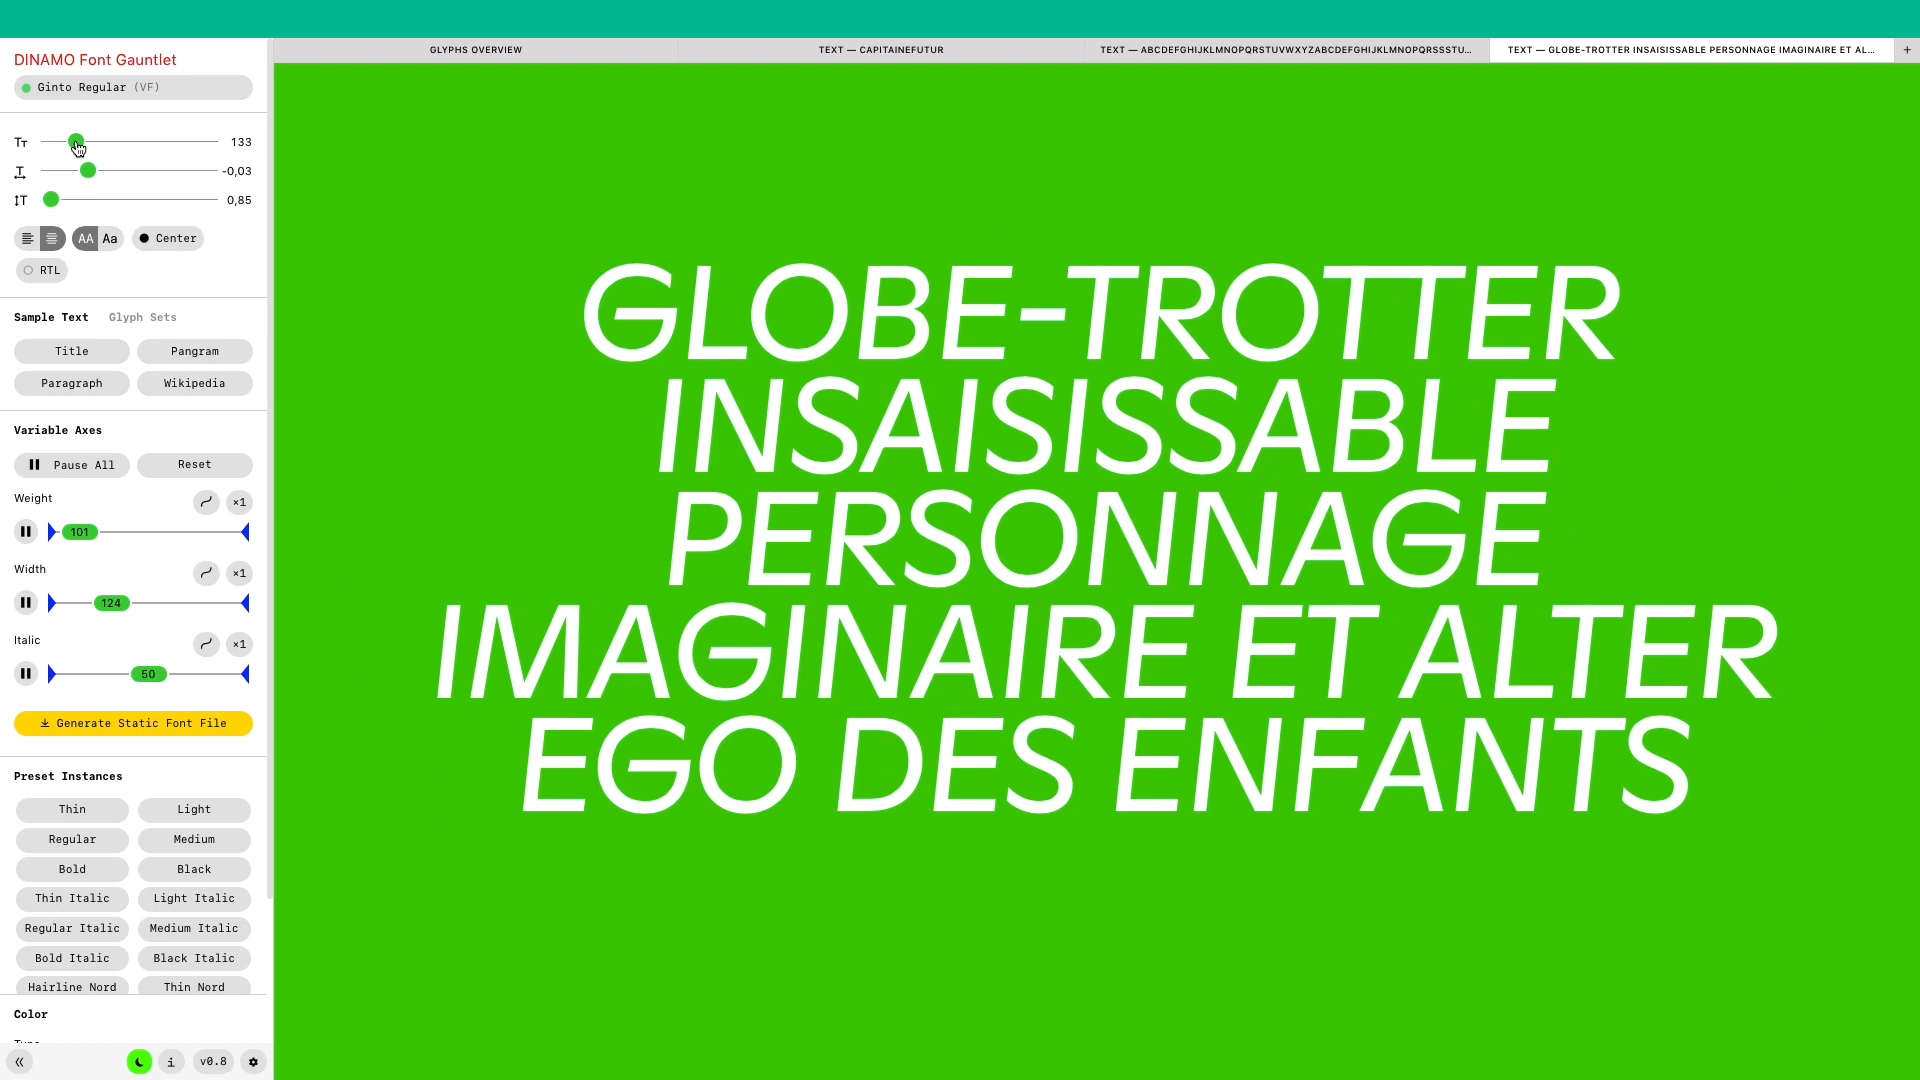 GLYPHS OVERVIEW
TEXT — CAPITAINEFUTUR
TEXT — ABCDEFGHIJKLMNOPQRSTUVWXYZABCDEFGHIJKLMNOPQRSSSTU...
TEXT — GLOBE-TROTTER INSAISISSABLE PERSONNAGE IMAGINAIRE ET AL...
+
DINAMO Font Gauntlet
Ginto Regular (VF)
TT 133
T -0,03
T 0,85
AA Aa Center
RTL
Sample Text Glyph Sets
Title Pangram
Paragraph Wikipedia
Variable Axes
Pause All Reset
Weight ×1
101
Width ×1
124
Italic ×1
50
Generate Static Font File
Preset Instances
Thin Light
Regular Medium
Bold Black
Thin Italic Light Italic
Regular Italic Medium Italic
Bold Italic Black Italic
Hairline Nord Thin Nord
Color
i v0.8
GLOBE-TROTTER
INSAISISSABLE
PERSONNAGE
IMAGINAIRE ET ALTER
EGO DES ENFANTS